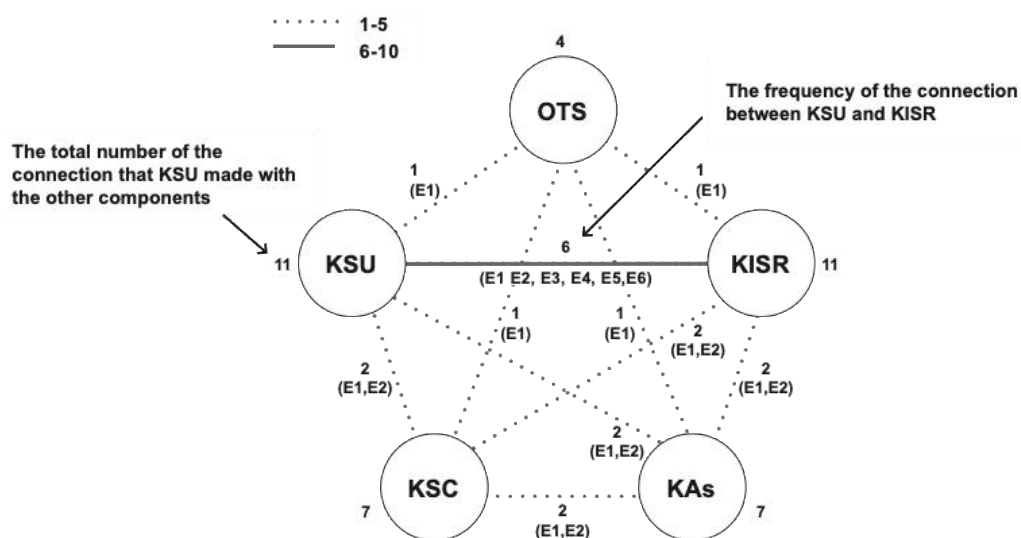 1-5
6-10
4
OTS
The frequency of the connection
between KSU and KISR
The total number of the
connection that KSU made with
the other components
1
(E1)
1
(E1)
11
KSU
6
(E1 E2, E3, E4, E5,E6)
KISR
11
1
(E1)
1
(E1)
2
(E1,E2)
2
(E1,E2)
2
(E1,E2)
2
(E1,E2)
KSC
7
2
(E1,E2)
KAs
7